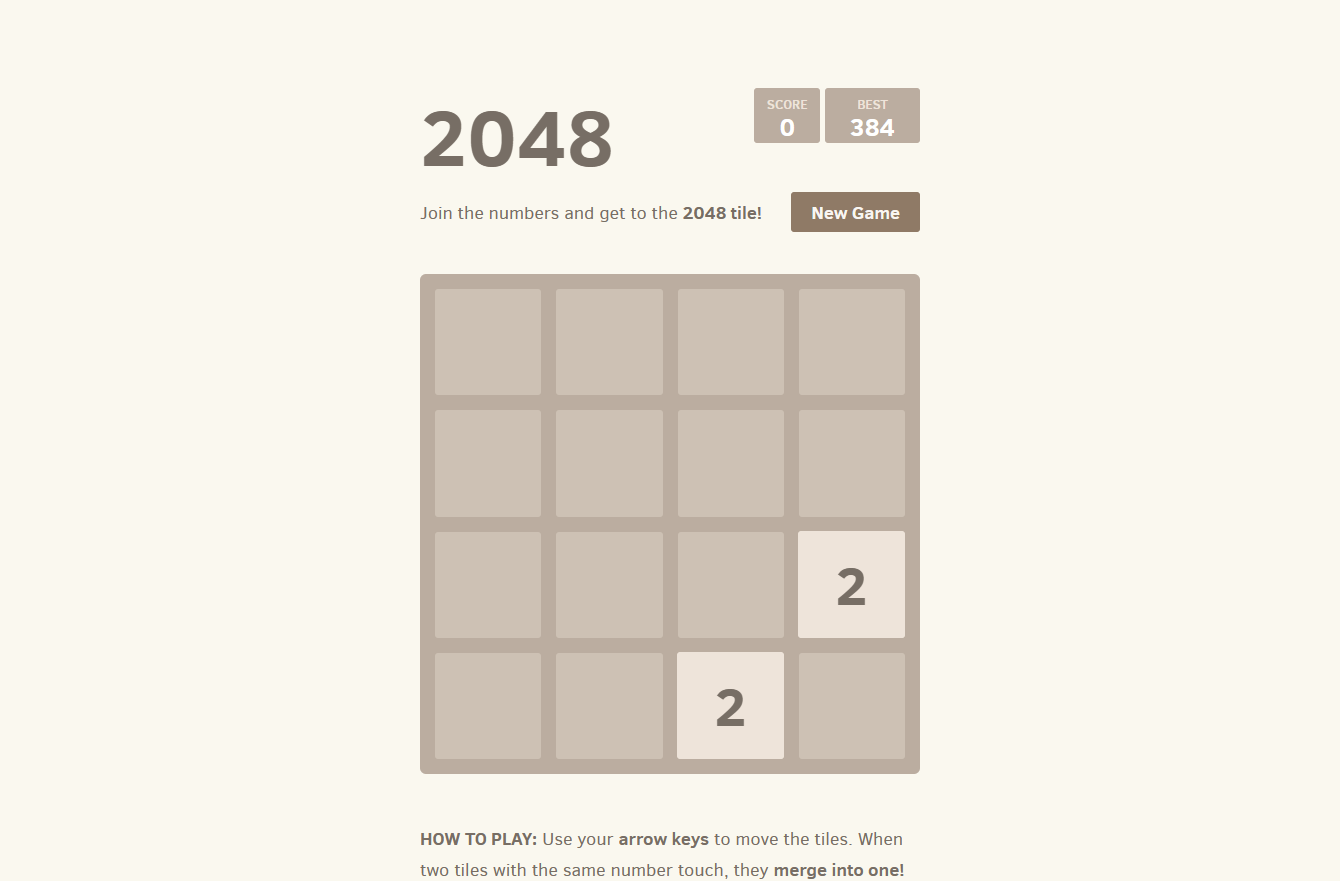 2048
SCORE
0
BEST
384
Join the numbers and get to the 2048 tile!
New Game
2
2
HOW TO PLAY: Use your arrow keys to move the tiles. When
two tiles with the same number touch, they merge into one!